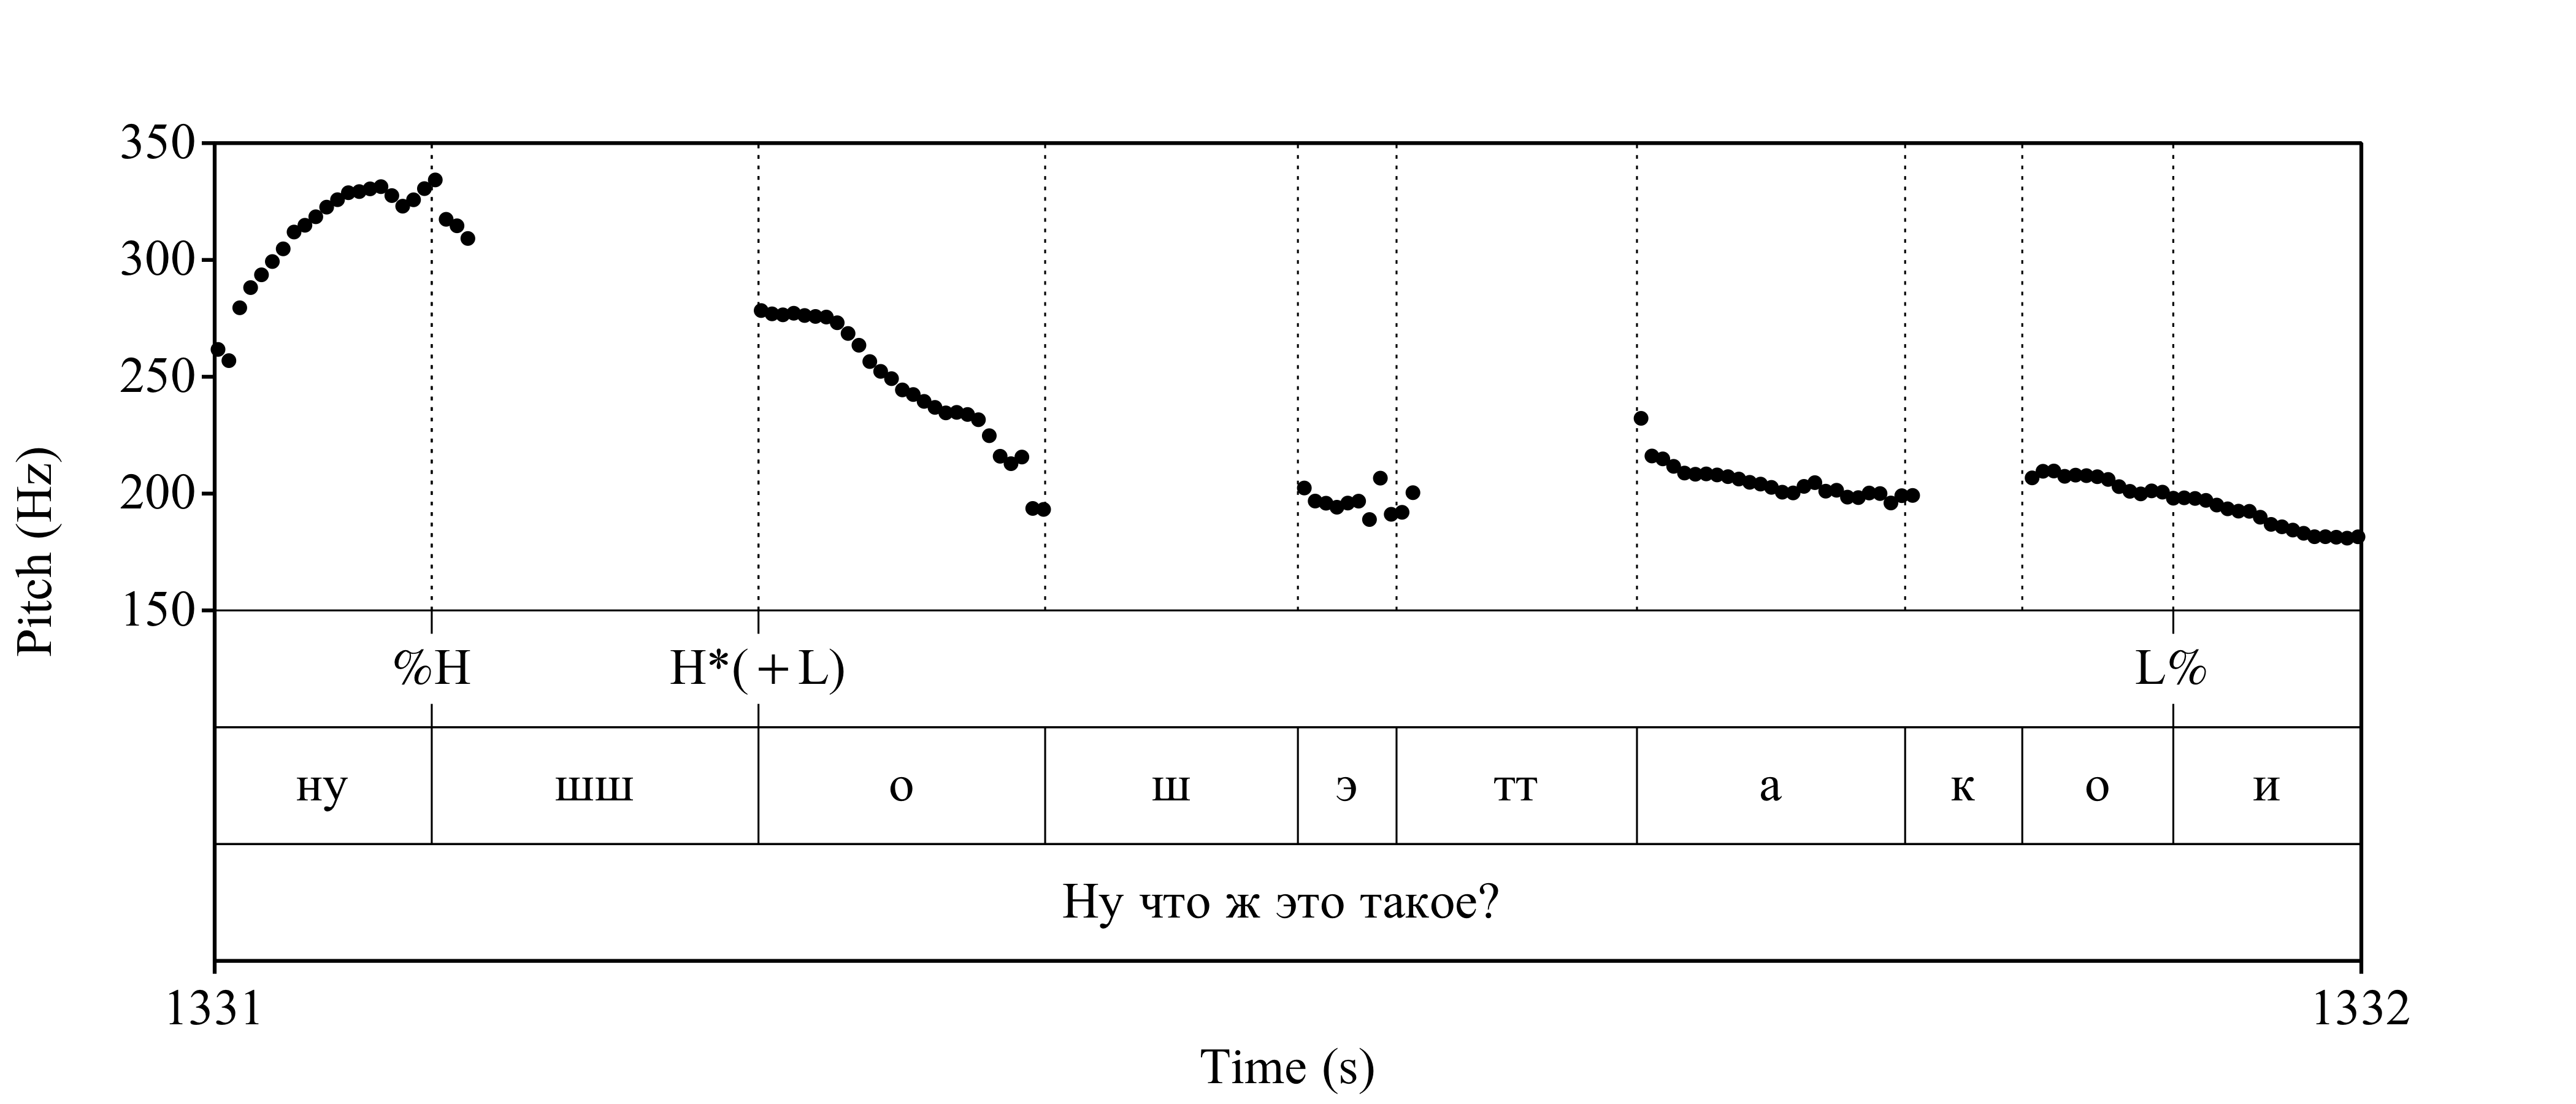 350
300
250
200
150
Pitch (Hz)
%H H*(+L) L%
ну шш о ш э тт а к о и
Ну что ж это такое?
1331 1332
Time (s)